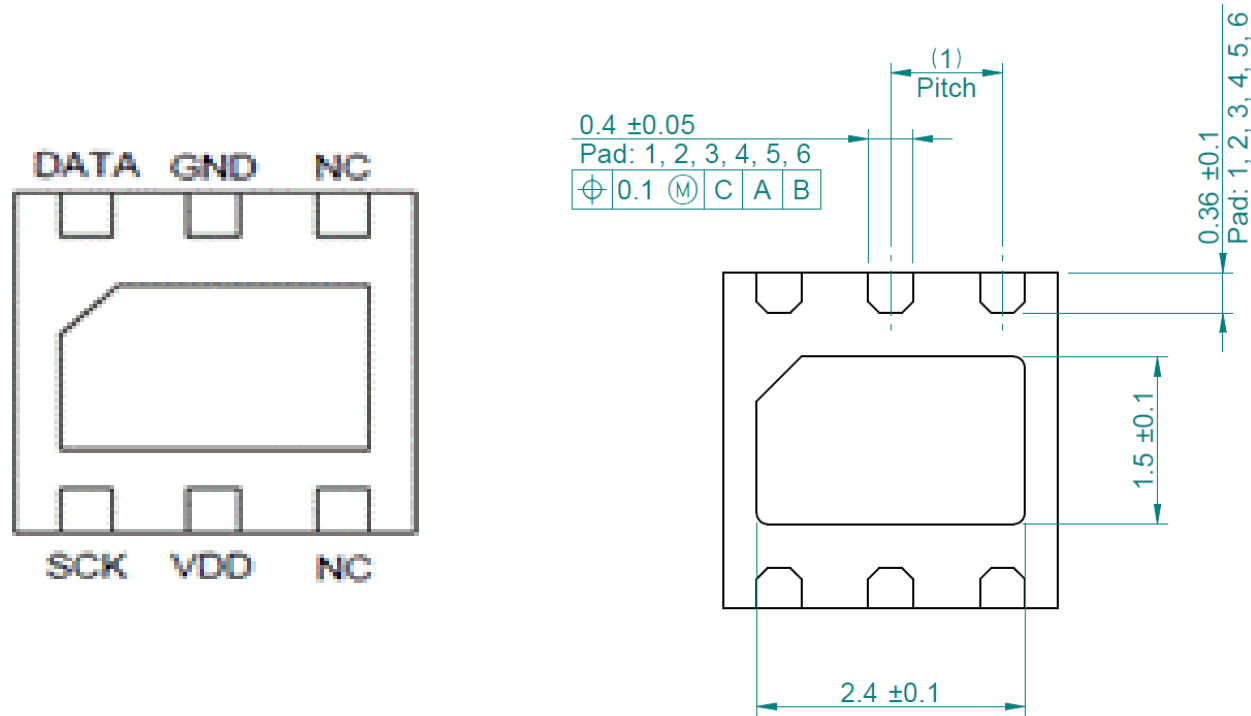 DATA GND NC
SCK VDD NC
(1)
Pitch
0.4 ±0.05
Pad: 1, 2, 3, 4, 5, 6
⌖ 0.1 Ⓜ C A B
0.36 ±0.1
Pad: 1, 2, 3, 4, 5, 6
1.5 ±0.1
2.4 ±0.1